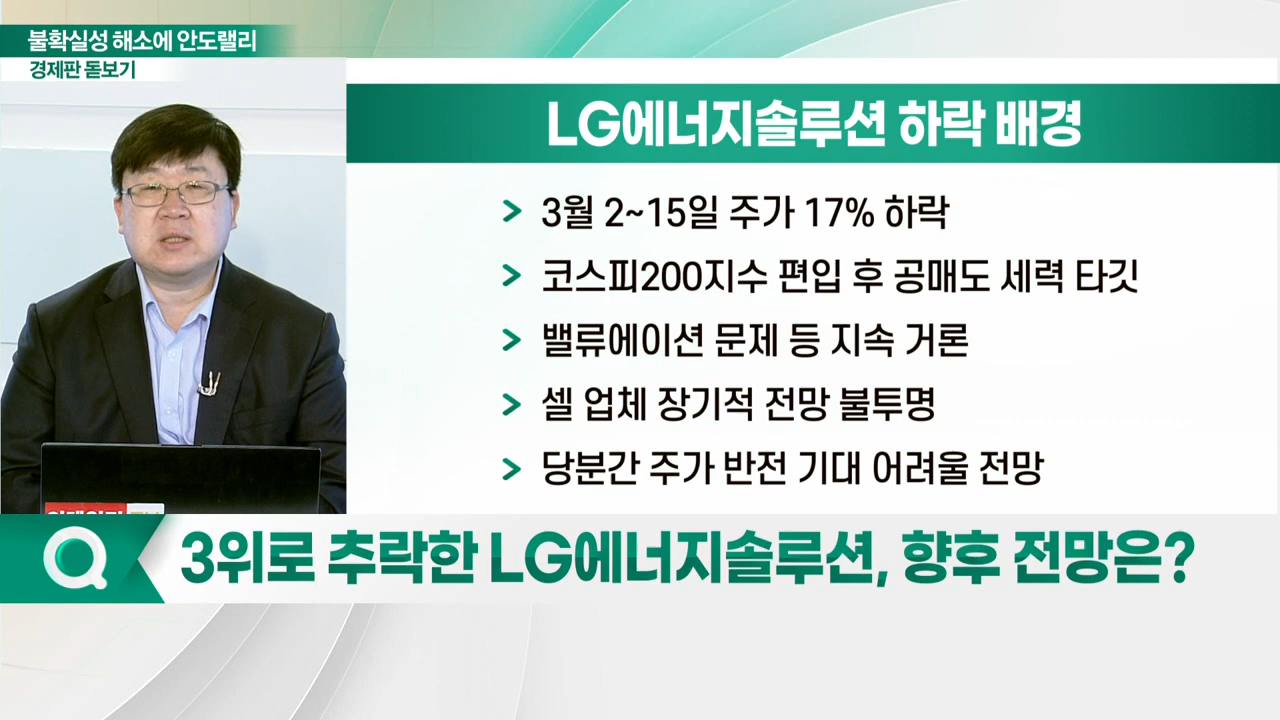 불확실성 해소에 안도랠리
경제판 돋보기
LG에너지솔루션 하락 배경
> 3월 2~15일 주가 17% 하락
> 코스피200지수 편입 후 공매도 세력 타깃
> 밸류에이션 문제 등 지속 거론
> 셀 업체 장기적 전망 불투명
> 당분간 주가 반전 기대 어려울 전망
3위로 추락한 LG에너지솔루션, 향후 전망은?